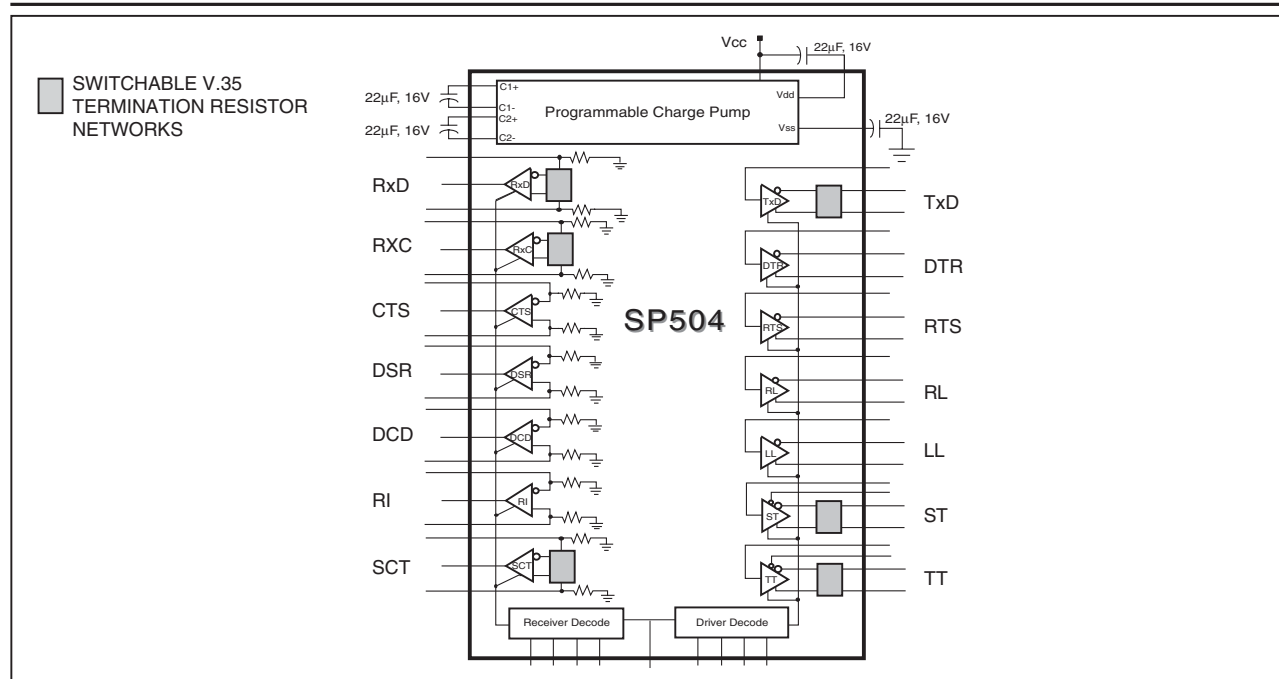 SWITCHABLE V.35
TERMINATION RESISTOR
NETWORKS
Vcc
22µF, 16V
22µF, 16V
22µF, 16V
C1+
C1-
C2+
C2-
Programmable Charge Pump
Vdd
Vss
22µF, 16V
RxD
RxD
RXC
RxC
CTS
CTS
DSR
DSR
DCD
DCD
RI
RI
SCT
SCT
SP504
TxD
TxD
DTR
DTR
RTS
RTS
RL
RL
LL
LL
ST
ST
TT
TT
Receiver Decode
Driver Decode